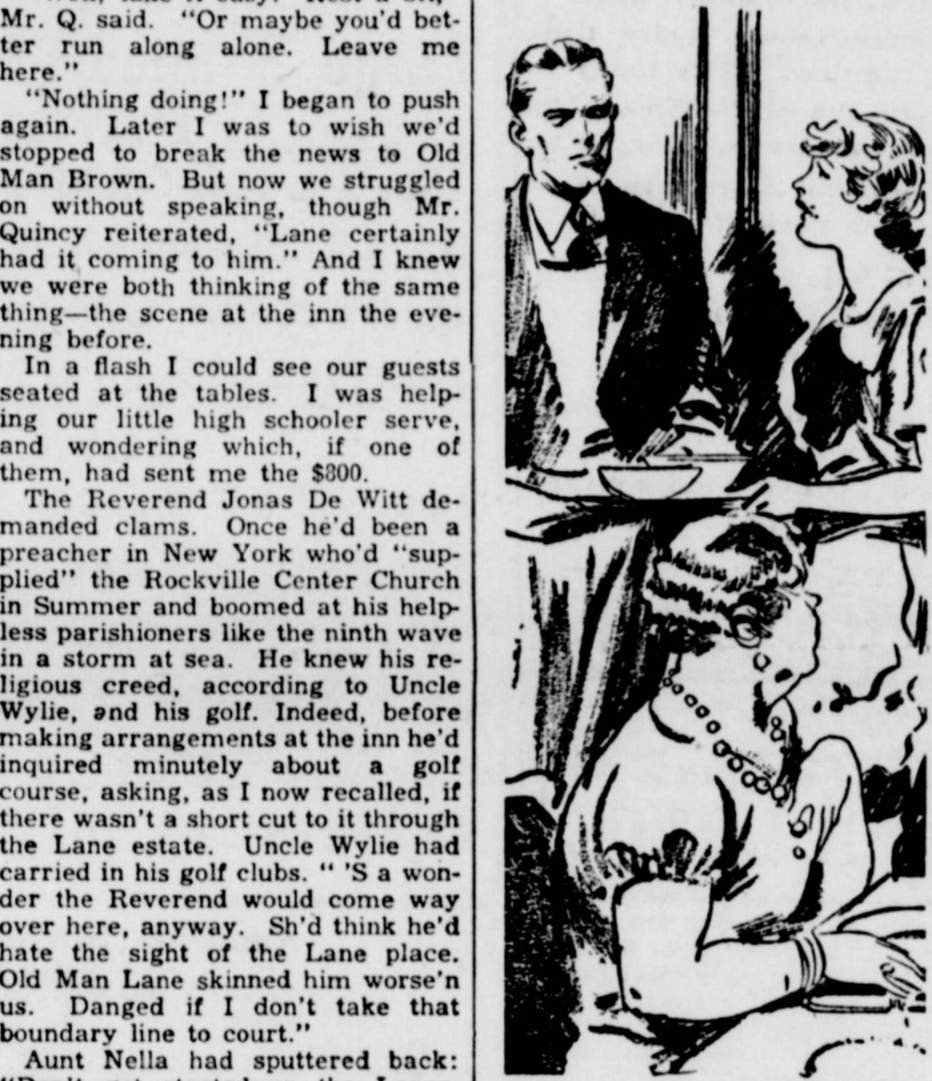 Mr. Q. said. "Or maybe you'd bet-
ter run along alone. Leave me
here."
"Nothing doing!" I began to push
again. Later I was to wish we'd
stopped to break the news to Old
Man Brown. But now we struggled
on without speaking, though Mr.
Quincy reiterated, "Lane certainly
had it coming to him." And I knew
we were both thinking of the same
thing—the scene at the inn the eve-
ning before.
In a flash I could see our guests
seated at the tables. I was help-
ing our little high schooler serve,
and wondering which, if one of
them, had sent me the $800.
The Reverend Jonas De Witt de-
manded clams. Once he'd been a
preacher in New York who'd "sup-
plied" the Rockville Center Church
in Summer and boomed at his help-
less parishioners like the ninth wave
in a storm at sea. He knew his re-
ligious creed, according to Uncle
Wylie, and his golf. Indeed, before
making arrangements at the inn he'd
inquired minutely about a golf
course, asking, as I now recalled, if
there wasn't a short cut to it through
the Lane estate. Uncle Wylie had
carried in his golf clubs. " 'S a won-
der the Reverend would come way
over here, anyway. Sh'd think he'd
hate the sight of the Lane place.
Old Man Lane skinned him worse'n
us. Danged if I don't take that
boundary line to court."
Aunt Nella had sputtered back: